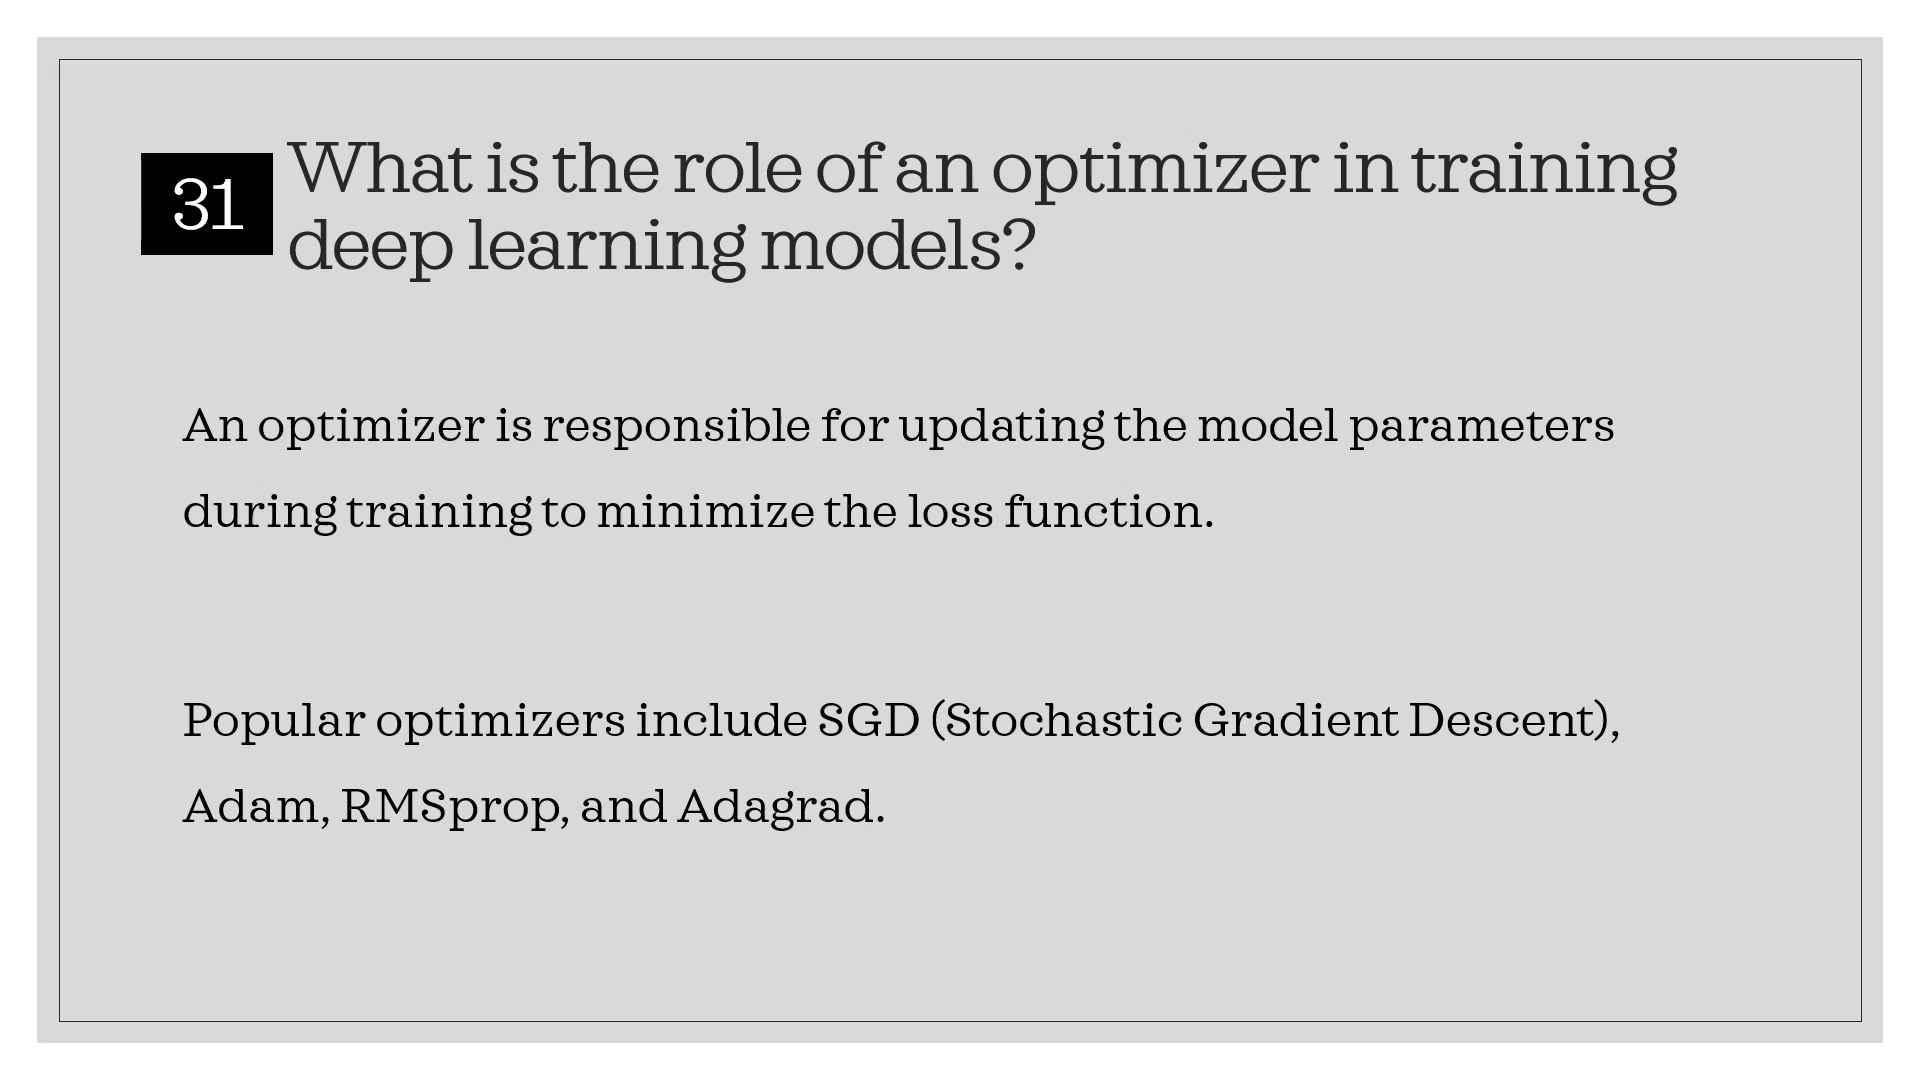 31
What is the role of an optimizer in training
deep learning models?
An optimizer is responsible for updating the model parameters
during training to minimize the loss function.
Popular optimizers include SGD (Stochastic Gradient Descent),
Adam, RMSprop, and Adagrad.